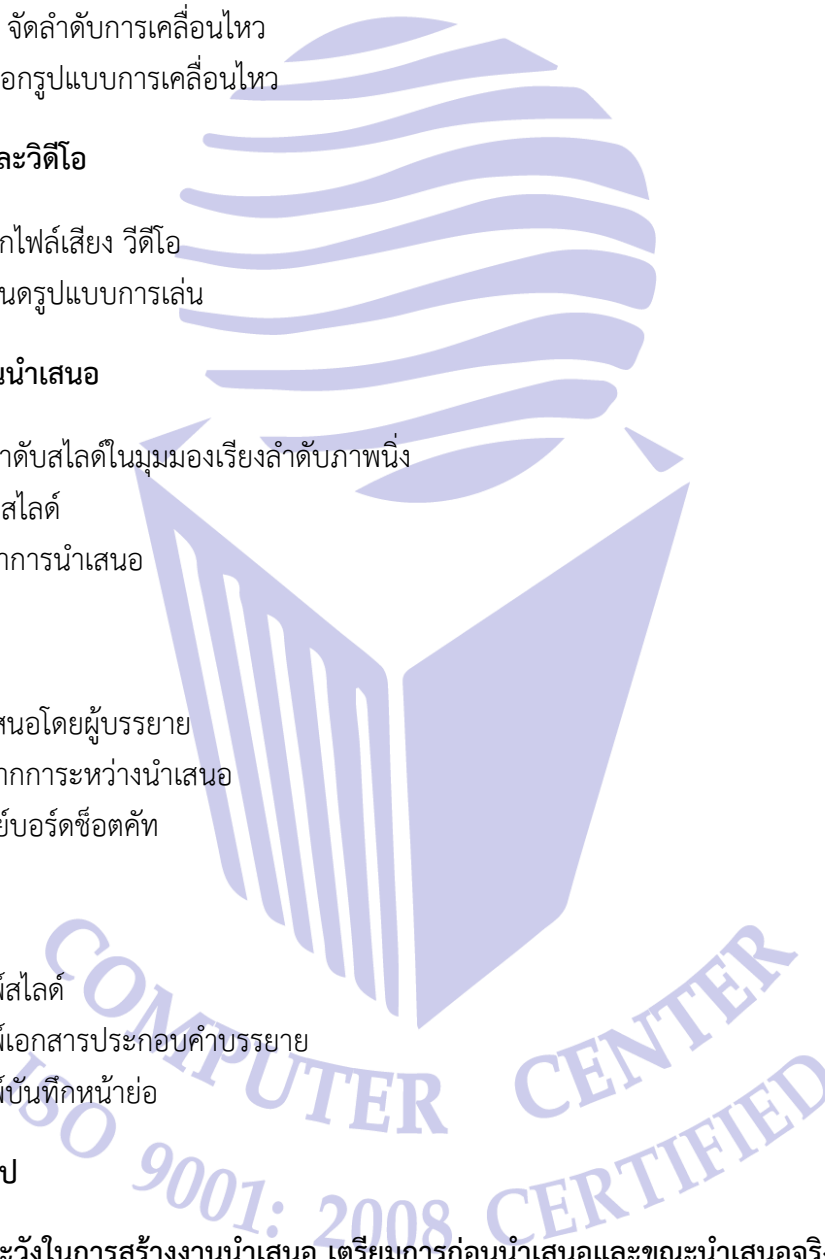 จัดลำดับการเคลื่อนไหว
อกรูปแบบการเคลื่อนไหว
ละวิดีโอ
กไฟล์เสียง วีดีโอ
นดรูปแบบการเล่น
นนำเสนอ
าดับสไลด์ในมุมมองเรียงลำดับภาพนิ่ง
สไลด์
าการนำเสนอ
สนอโดยผู้บรรยาย
ากการะหว่างนำเสนอ
ย์บอร์ดช็อตคัท
พ์สไลด์
พ์เอกสารประกอบคำบรรยาย
พ์บันทึกหน้าย่อ
ป
ะวังในการสร้างงานนำเสนอ เตรียมการก่อนนำเสนอและขณะนำเสนอจริง
COMPUTER CENTER
ISO 9001: 2008 CERTIFIED